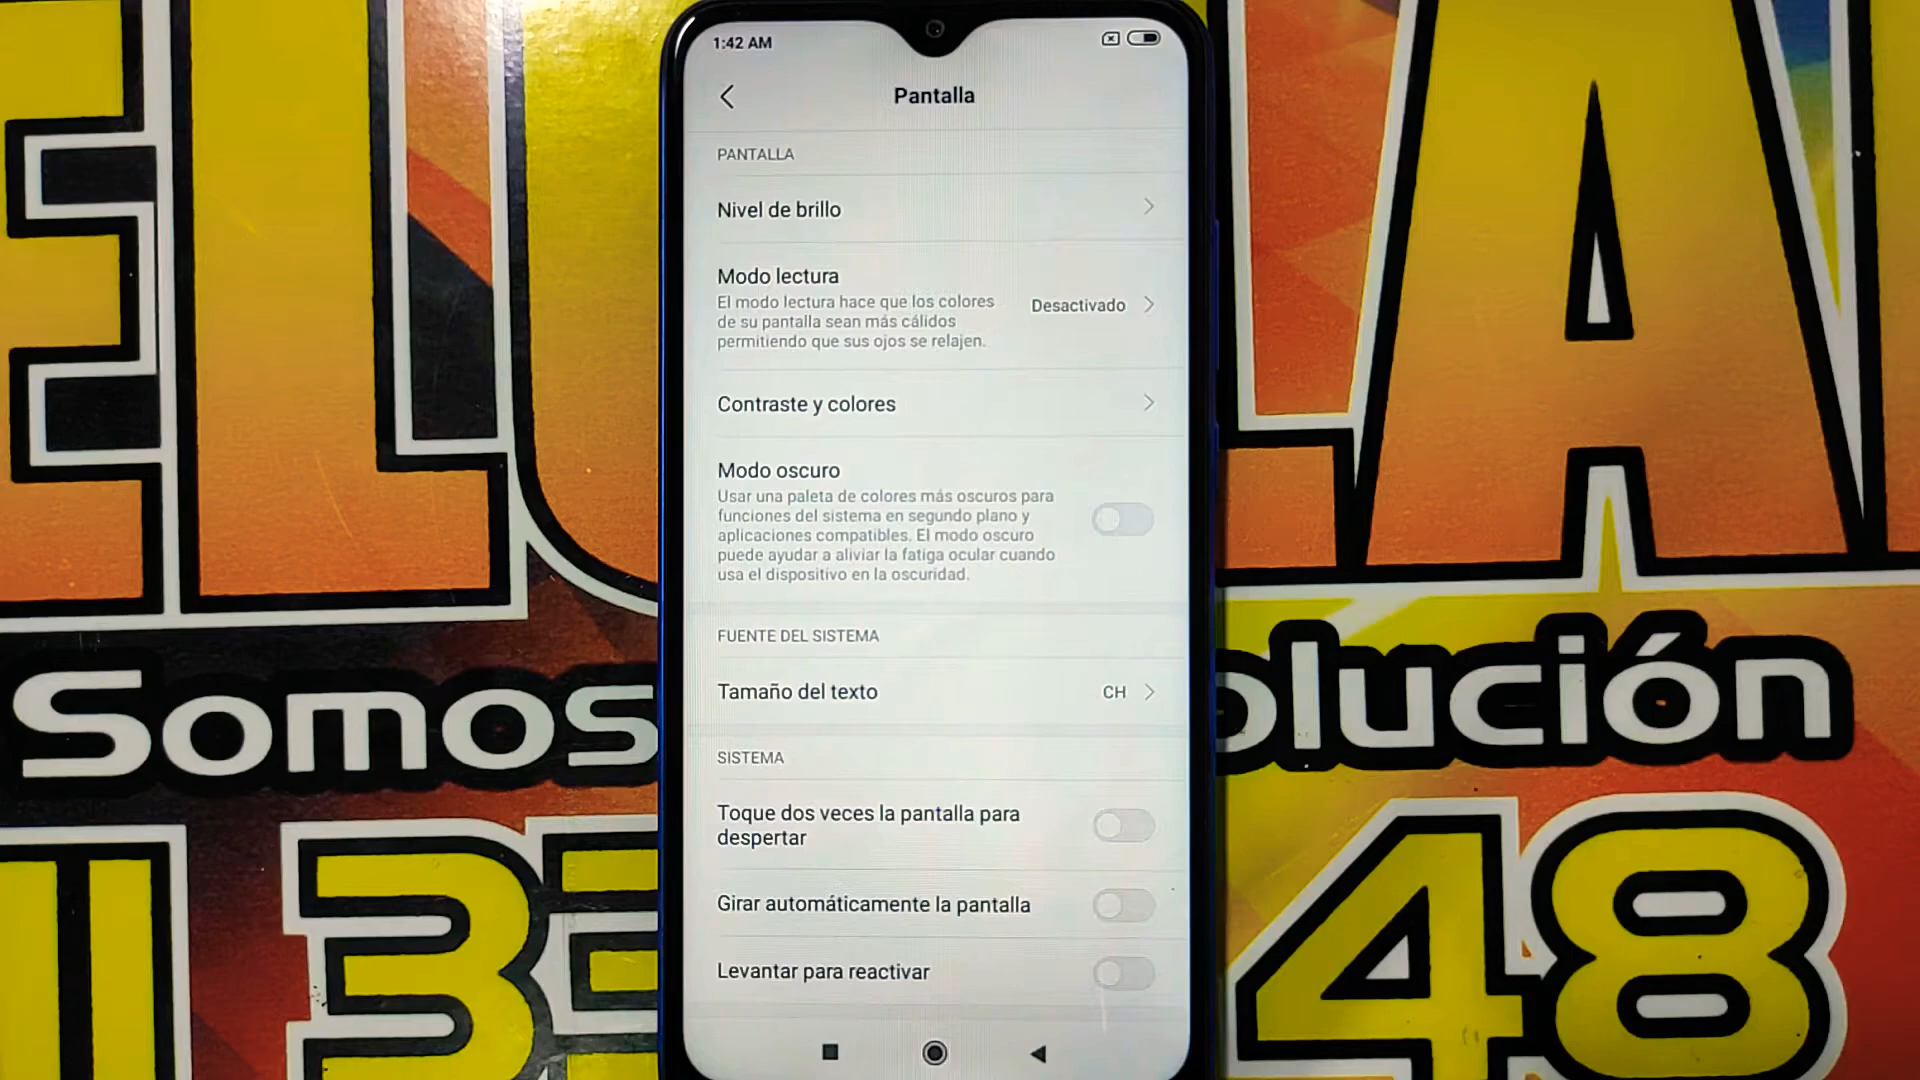 1:42 AM
Pantalla
PANTALLA
Nivel de brillo
Modo lectura
El modo lectura hace que los colores
de su pantalla sean más cálidos
permitiendo que sus ojos se relajen.
Desactivado
Contraste y colores
Modo oscuro
Usar una paleta de colores más oscuros para
funciones del sistema en segundo plano y
aplicaciones compatibles. El modo oscuro
puede ayudar a aliviar la fatiga ocular cuando
usa el dispositivo en la oscuridad.
FUENTE DEL SISTEMA
Tamaño del texto
CH
SISTEMA
Toque dos veces la pantalla para
despertar
Girar automáticamente la pantalla
Levantar para reactivar
Somos
olución
48